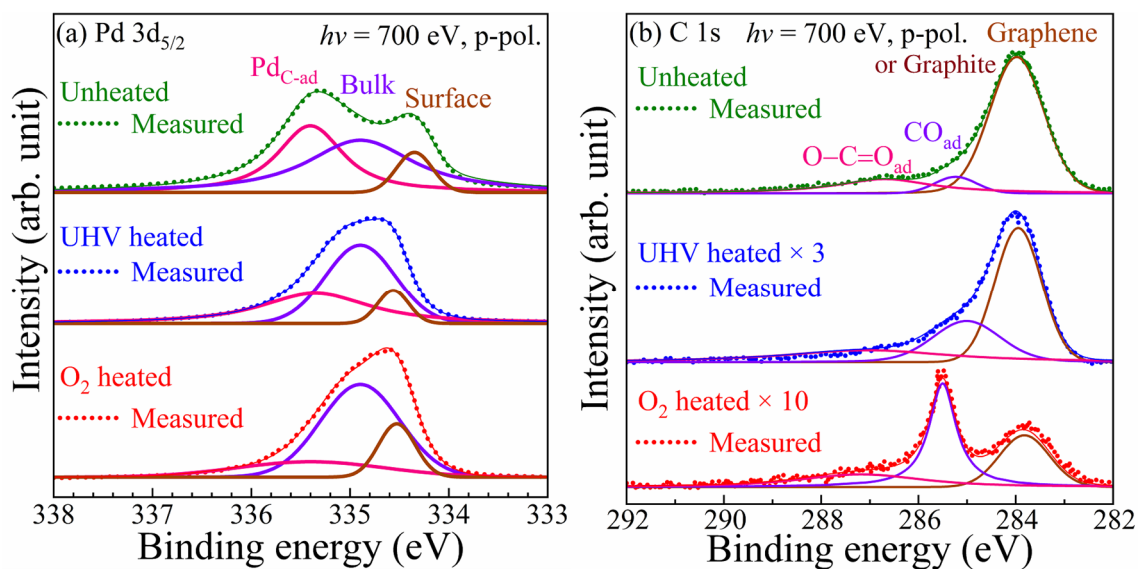 (a) Pd 3d5/2
hν = 700 eV, p-pol.
PdC-ad
Bulk
Surface
Unheated
Measured
UHV heated
Measured
O2 heated
Measured
Intensity (arb. unit)
338 337 336 335 334 333
Binding energy (eV)
(b) C 1s
hν = 700 eV, p-pol.
Graphene
or Graphite
Unheated
Measured
COad
O−C=Oad
UHV heated × 3
Measured
O2 heated × 10
Measured
Intensity (arb. unit)
292 290 288 286 284 282
Binding energy (eV)